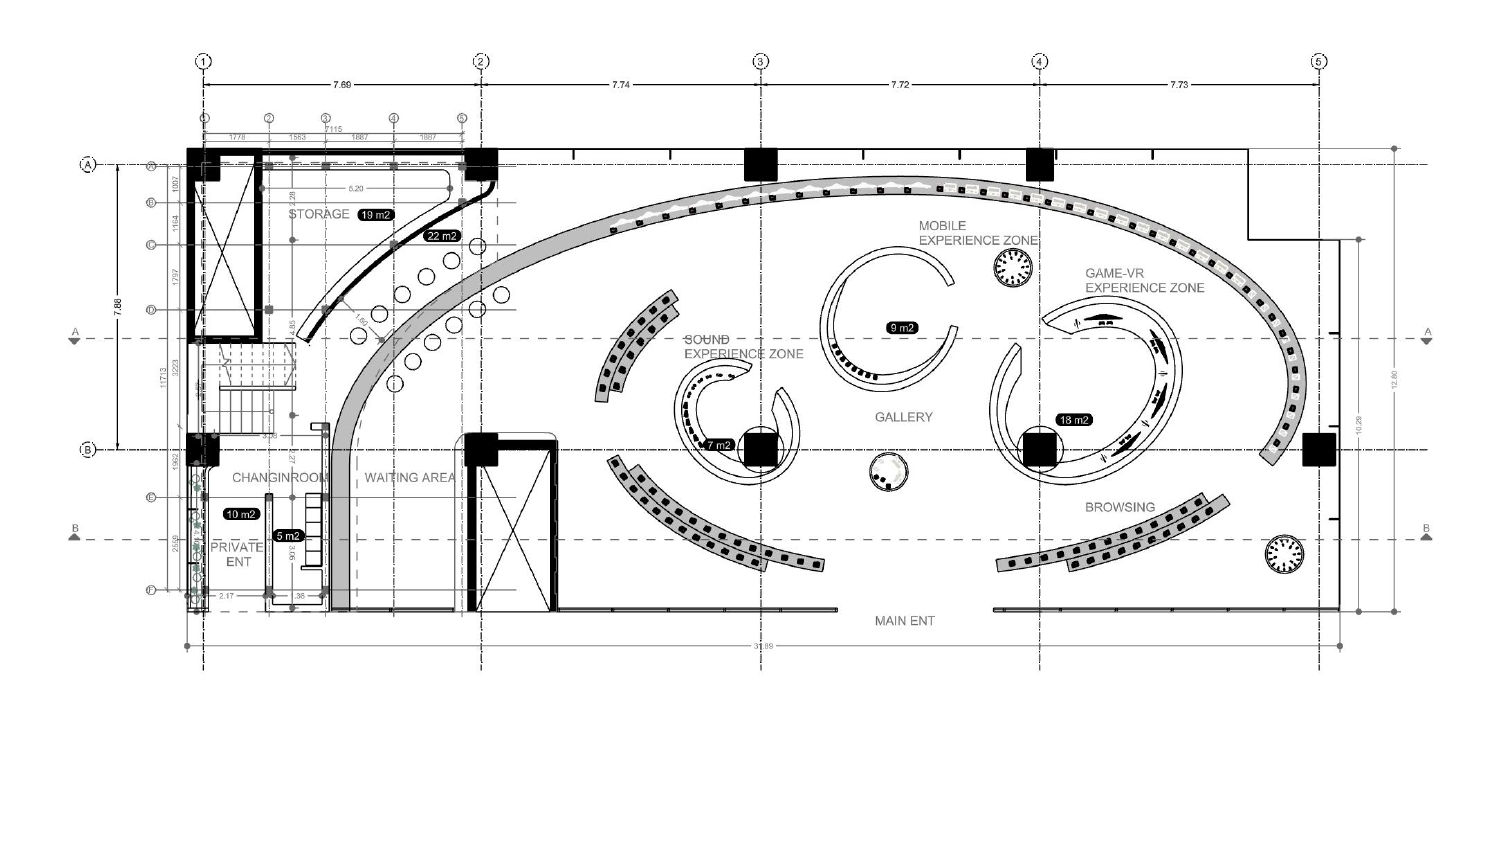 1 2 3 4 5
7.69 7.74 7.72 7.73
2 3 4 5
7115
1778 1563 1887 1887
A
6.20
1007
2.28
B
STORAGE 19 m2
1164
22 m2
MOBILE
EXPERIENCE ZONE
C
GAME-VR
EXPERIENCE ZONE
1797
7.88
D
1.60
4.85
A A
9 m2
SOUND
EXPERIENCE ZONE
3223
11713
12.80
GALLERY
18 m2
10.29
3.08
7 m2
B
1962
.27
CHANGINROOM WAITING AREA
E
BROWSING
10 m2
B B
5 m2
2559
PRIVATE
ENT
3.06
F
2.17 1.36
MAIN ENT
31.89